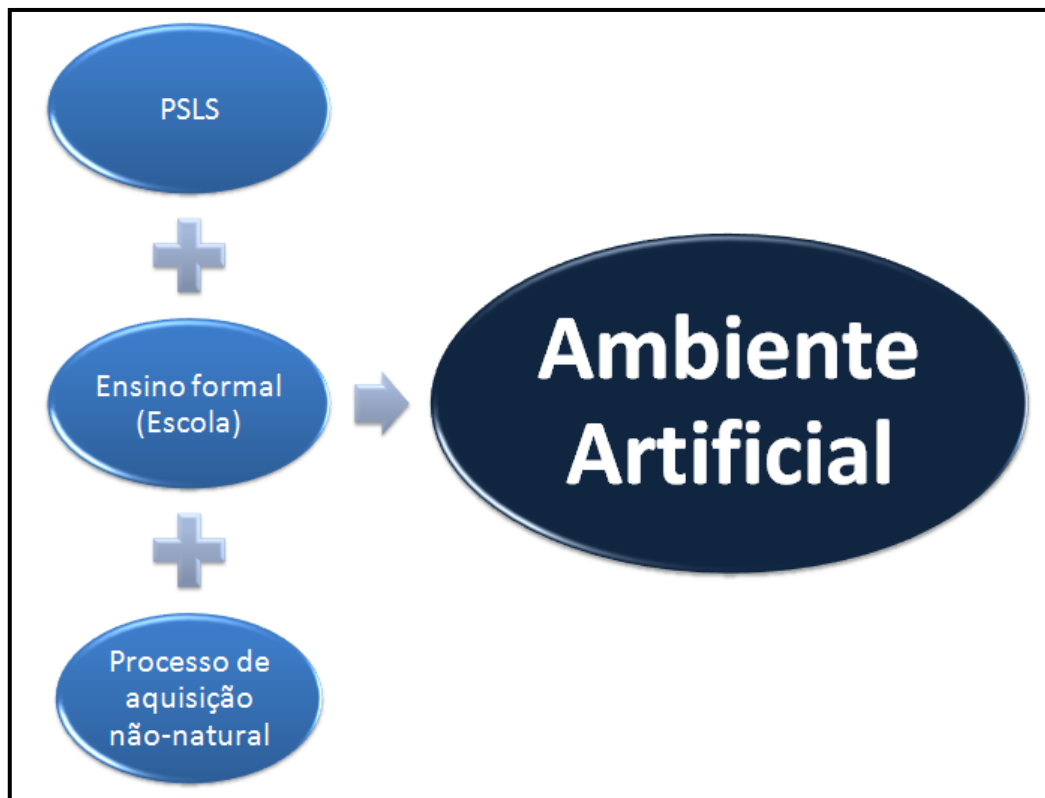 PSLS
Ensino formal
(Escola)
Processo de
aquisição
não-natural
Ambiente
Artificial